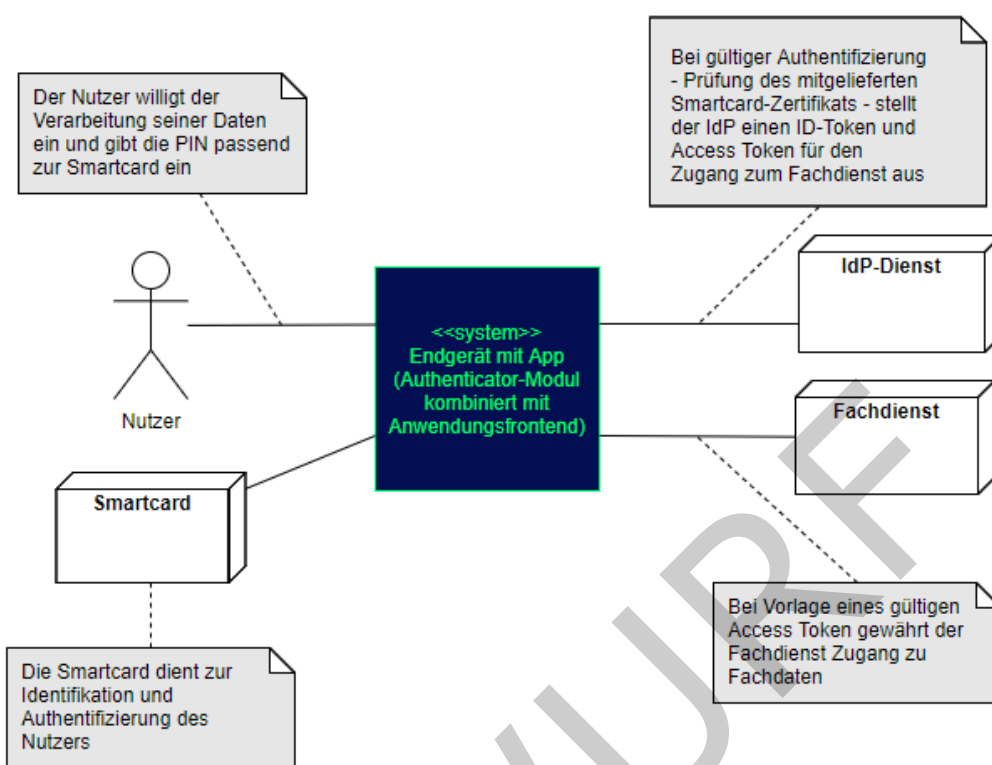 Bei gültiger Authentifizierung
- Prüfung des mitgelieferten
Smartcard-Zertifikats - stellt
der IdP einen ID-Token und
Access Token für den
Zugang zum Fachdienst aus
Der Nutzer willigt der
Verarbeitung seiner Daten
ein und gibt die PIN passend
zur Smartcard ein
IdP-Dienst
<<system>>
Endgerät mit App
(Authenticator-Modul
kombiniert mit
Anwendungsfrontend)
Nutzer
Fachdienst
Smartcard
Bei Vorlage eines gültigen
Access Token gewährt der
Fachdienst Zugang zu
Fachdaten
Die Smartcard dient zur
Identifikation und
Authentifizierung des
Nutzers
WURF